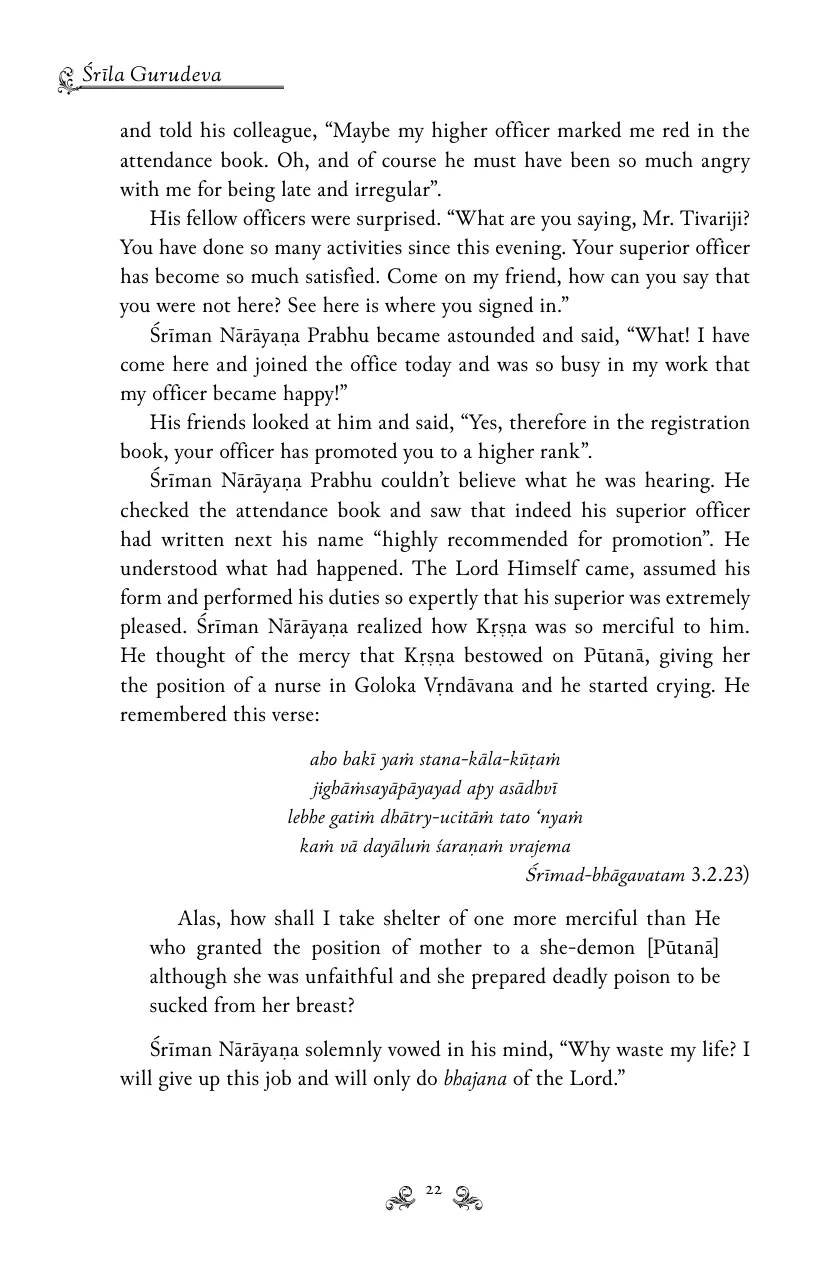 Śrīla Gurudeva
and told his colleague, “Maybe my higher officer marked me red in the
attendance book. Oh, and of course he must have been so much angry
with me for being late and irregular”.
His fellow officers were surprised. “What are you saying, Mr. Tivariji?
You have done so many activities since this evening. Your superior officer
has become so much satisfied. Come on my friend, how can you say that
you were not here? See here is where you signed in.”
Śrīman Nārāyaṇa Prabhu became astounded and said, “What! I have
come here and joined the office today and was so busy in my work that
my officer became happy!”
His friends looked at him and said, “Yes, therefore in the registration
book, your officer has promoted you to a higher rank”.
Śrīman Nārāyaṇa Prabhu couldn’t believe what he was hearing. He
checked the attendance book and saw that indeed his superior officer
had written next his name “highly recommended for promotion”. He
understood what had happened. The Lord Himself came, assumed his
form and performed his duties so expertly that his superior was extremely
pleased. Śrīman Nārāyaṇa realized how Kṛṣṇa was so merciful to him.
He thought of the mercy that Kṛṣṇa bestowed on Pūtanā, giving her
the position of a nurse in Goloka Vṛndāvana and he started crying. He
remembered this verse:
aho bakī yaṁ stana-kāla-kūṭaṁ
jighāṁsayāpāyayad apy asādhvī
lebhe gatiṁ dhātry-ucitāṁ tato ‘nyaṁ
kaṁ vā dayāluṁ śaraṇaṁ vrajema
Śrīmad-bhāgavatam 3.2.23)
Alas, how shall I take shelter of one more merciful than He
who granted the position of mother to a she-demon [Pūtanā]
although she was unfaithful and she prepared deadly poison to be
sucked from her breast?
Śrīman Nārāyaṇa solemnly vowed in his mind, “Why waste my life? I
will give up this job and will only do bhajana of the Lord.”
22